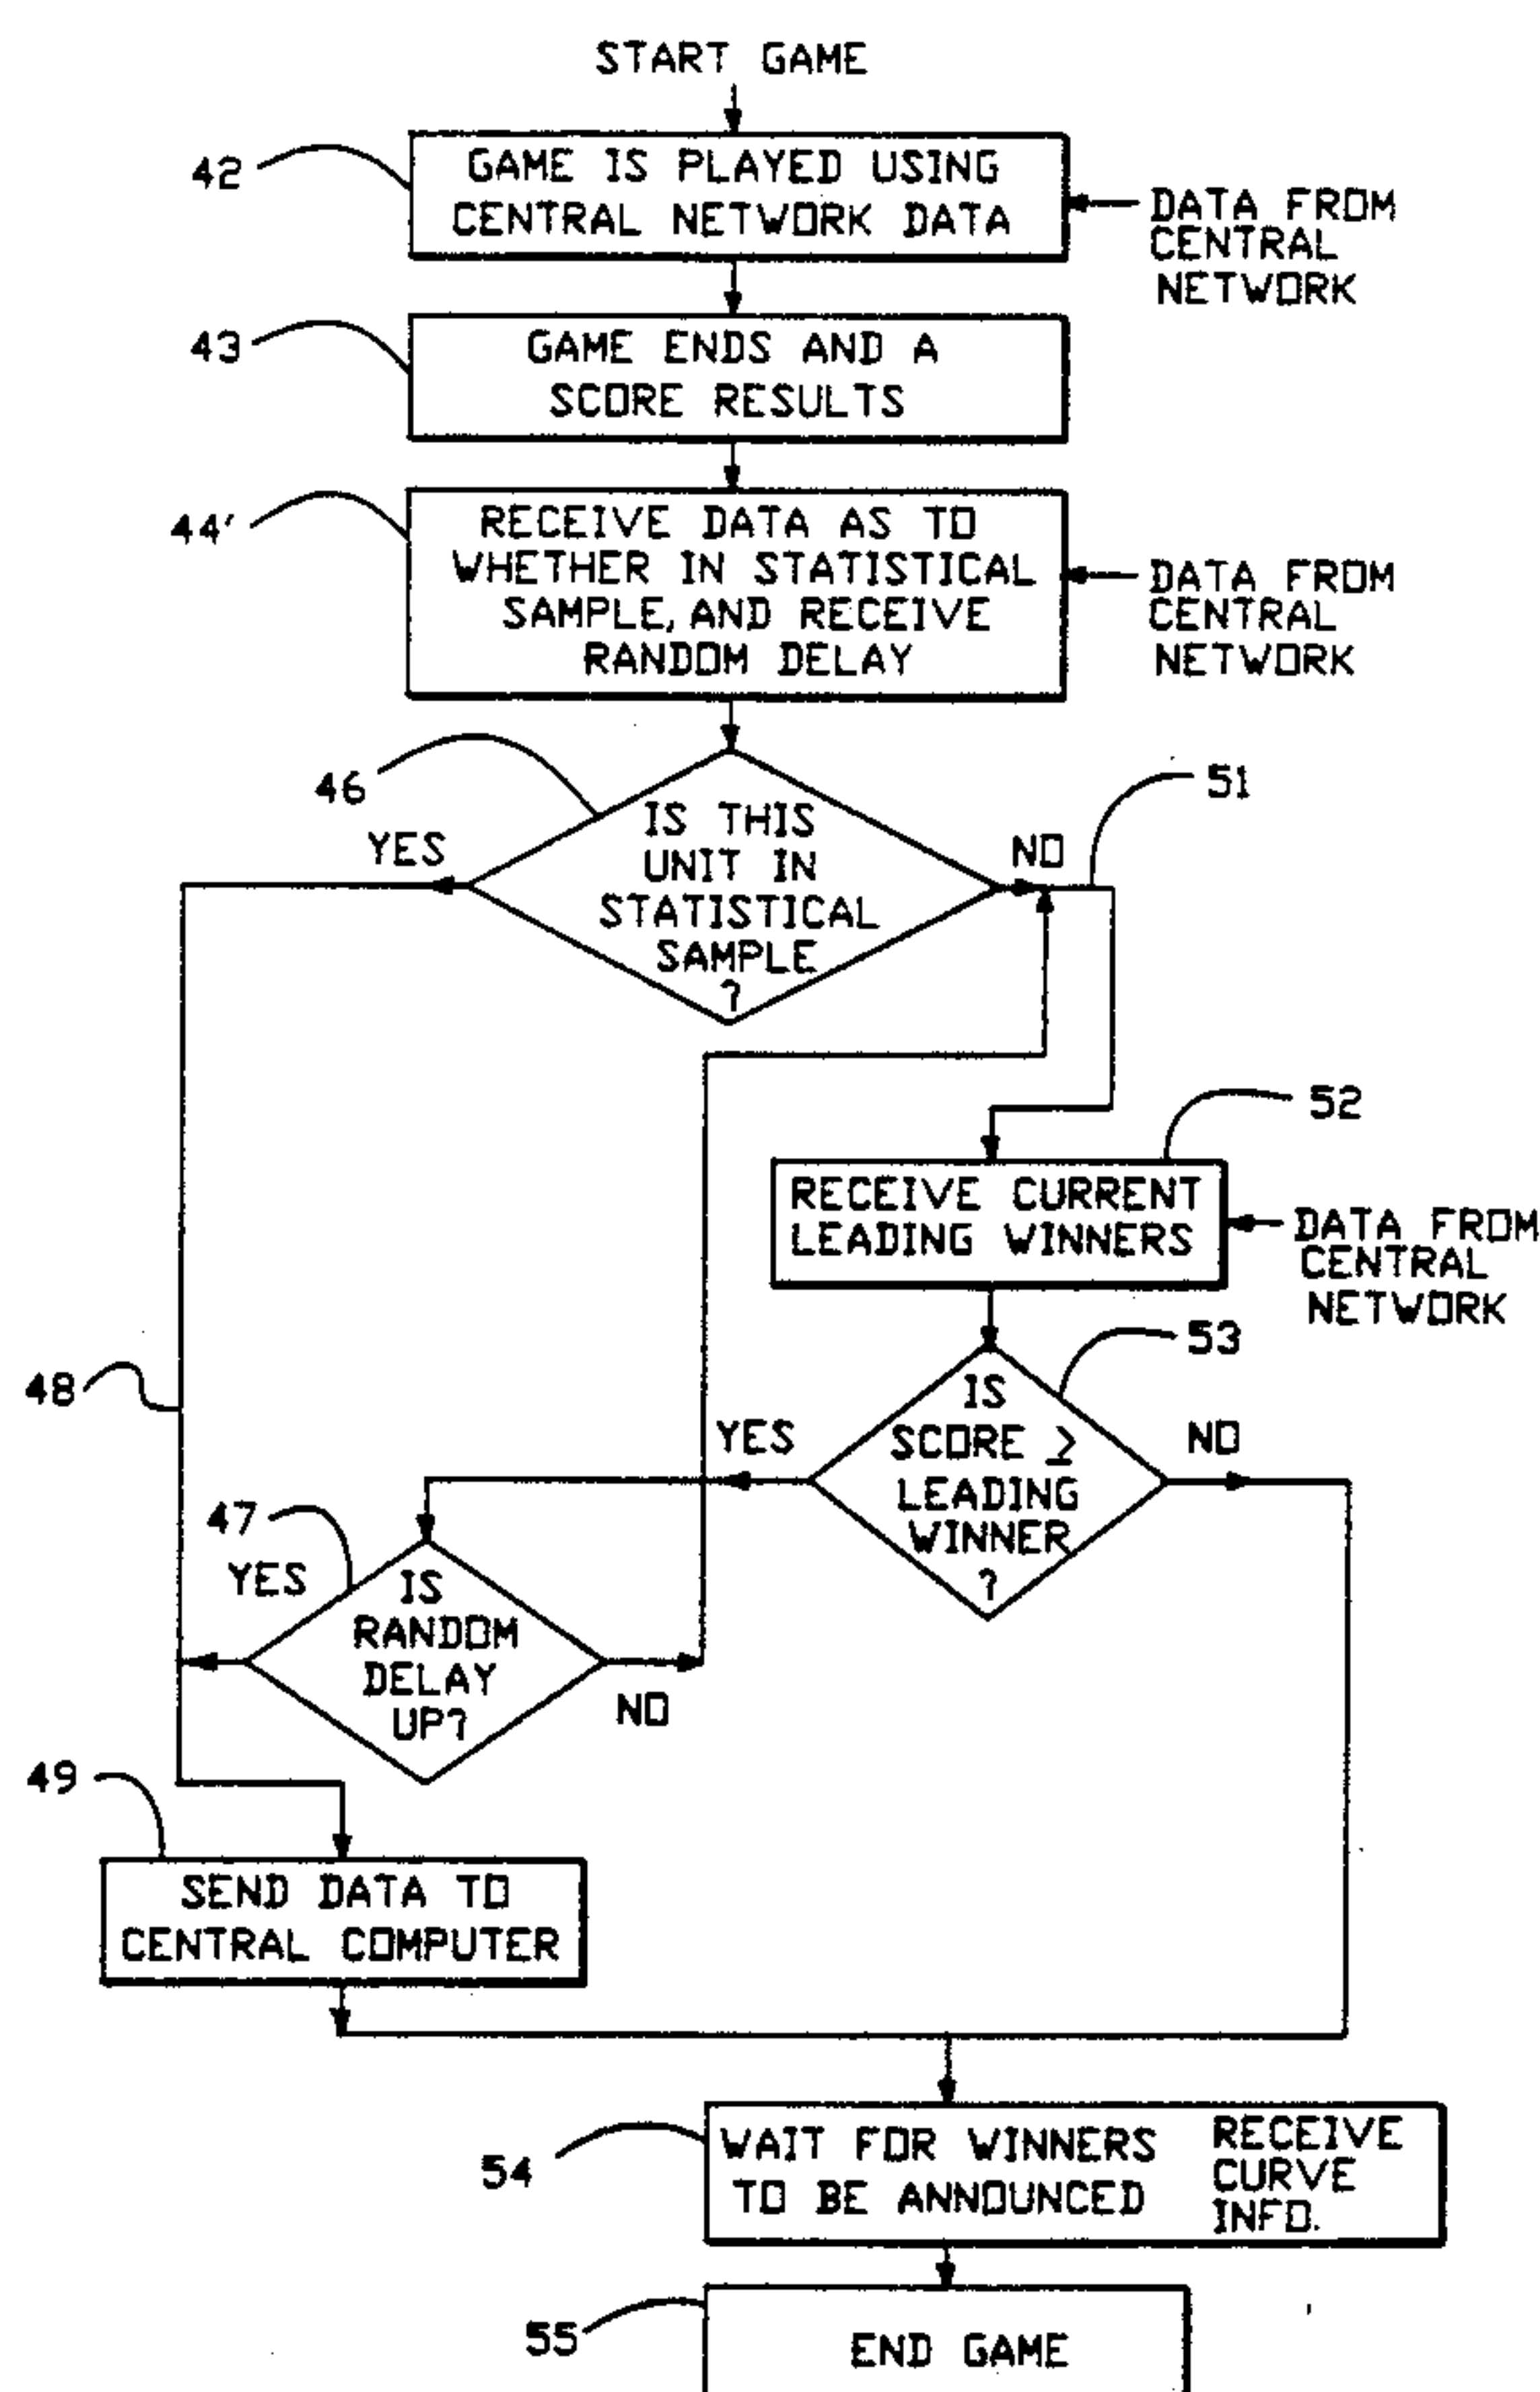 START GAME
42
GAME IS PLAYED USING
CENTRAL NETWORK DATA
DATA FROM
CENTRAL
NETWORK
43
GAME ENDS AND A
SCORE RESULTS
44'
RECEIVE DATA AS TO
WHETHER IN STATISTICAL
SAMPLE, AND RECEIVE
RANDOM DELAY
DATA FROM
CENTRAL
NETWORK
46
51
YES
IS THIS
UNIT IN
STATISTICAL
SAMPLE
?
NO
52
RECEIVE CURRENT
LEADING WINNERS
DATA FROM
CENTRAL
NETWORK
53
48
YES
IS
SCORE ≥
LEADING
WINNER
?
NO
47
YES
IS
RANDOM
DELAY
UP?
NO
49
SEND DATA TO
CENTRAL COMPUTER
54
WAIT FOR WINNERS
TO BE ANNOUNCED
RECEIVE
CURVE
INFO.
55
END GAME